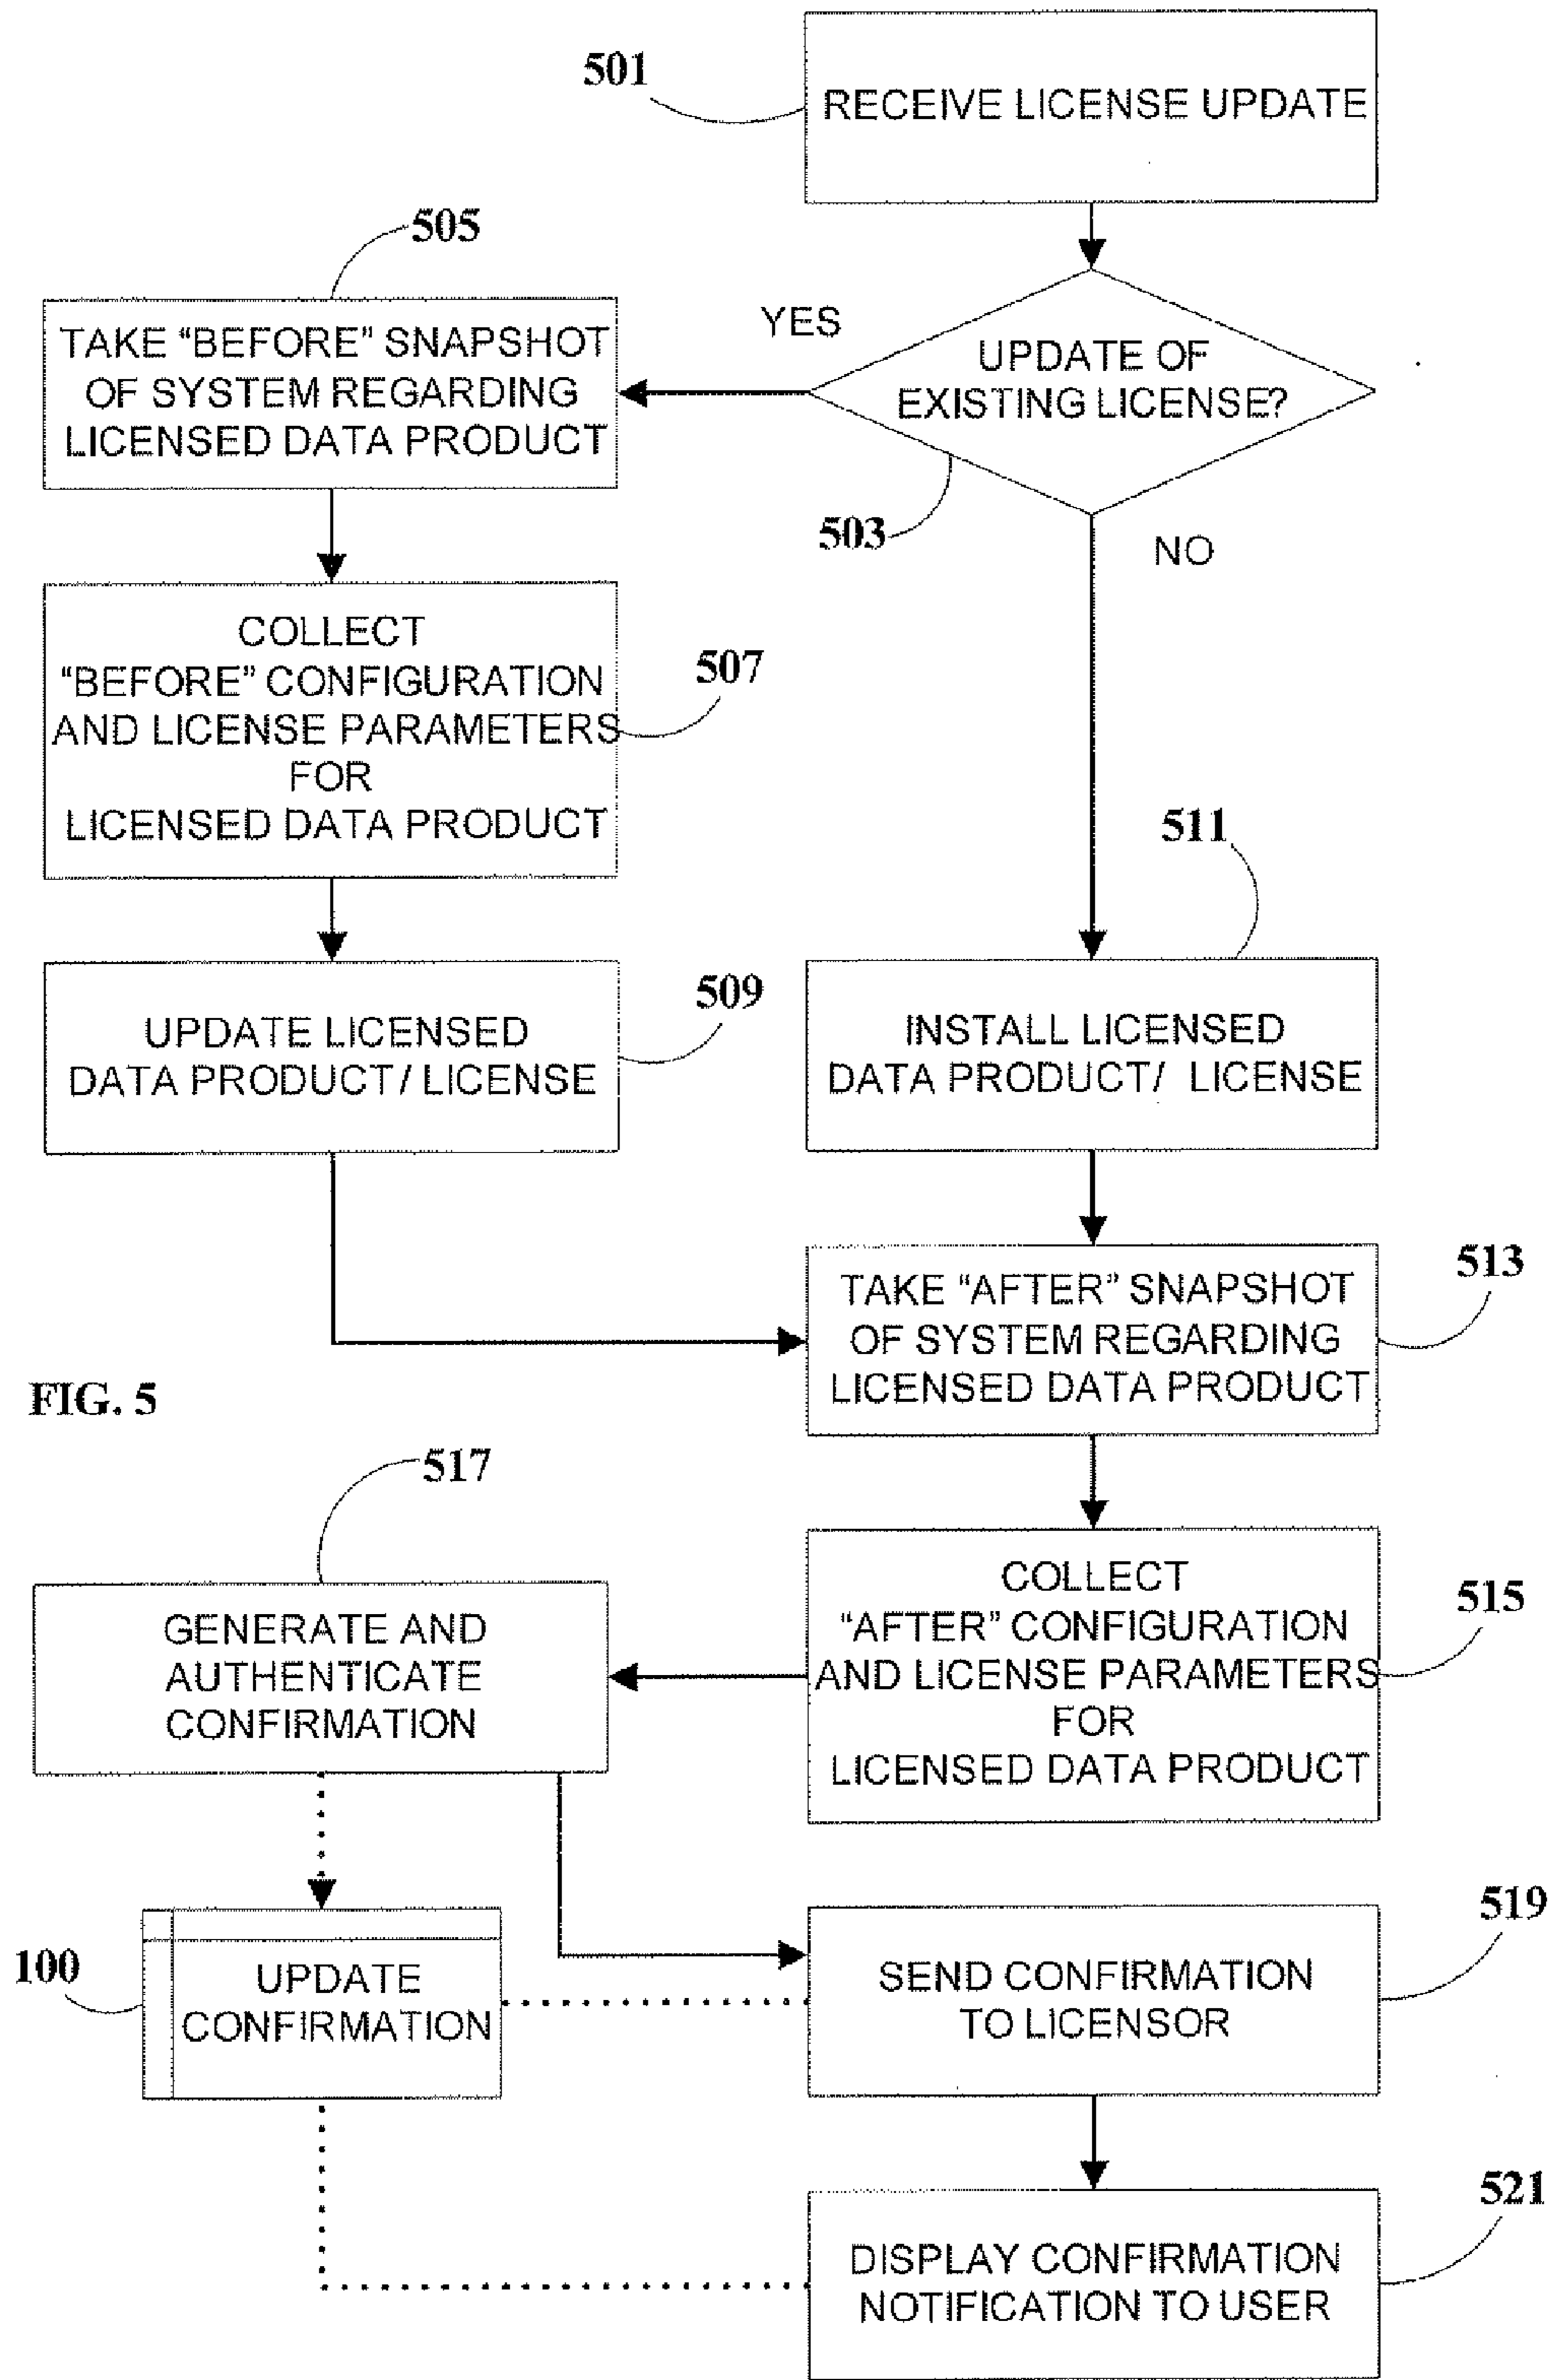 501
RECEIVE LICENSE UPDATE
505
TAKE “BEFORE” SNAPSHOT
OF SYSTEM REGARDING
LICENSED DATA PRODUCT
YES
UPDATE OF
EXISTING LICENSE?
503
NO
COLLECT
“BEFORE” CONFIGURATION
AND LICENSE PARAMETERS
FOR
LICENSED DATA PRODUCT
507
511
UPDATE LICENSED
DATA PRODUCT/ LICENSE
509
INSTALL LICENSED
DATA PRODUCT/ LICENSE
TAKE “AFTER” SNAPSHOT
OF SYSTEM REGARDING
LICENSED DATA PRODUCT
513
FIG. 5
517
GENERATE AND
AUTHENTICATE
CONFIRMATION
COLLECT
“AFTER” CONFIGURATION
AND LICENSE PARAMETERS
FOR
LICENSED DATA PRODUCT
515
100
UPDATE
CONFIRMATION
SEND CONFIRMATION
TO LICENSOR
519
DISPLAY CONFIRMATION
NOTIFICATION TO USER
521